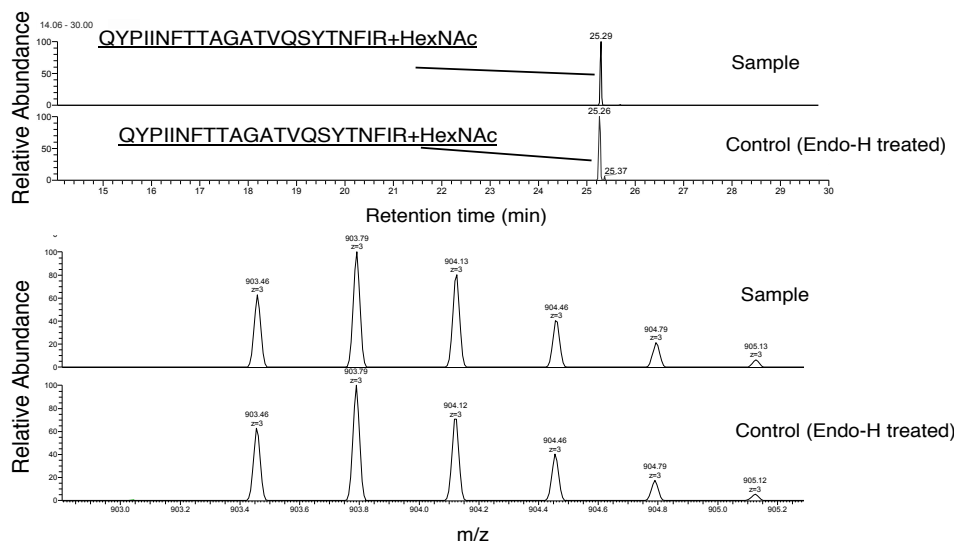 14.06 - 30.00
QYPIINFTTAGATVQSYTNFIR+HexNAc
25.29
Sample
Relative Abundance
100
50
0
QYPIINFTTAGATVQSYTNFIR+HexNAc
25.26
Control (Endo-H treated)
25.37
100
50
0
15 16 17 18 19 20 21 22 23 24 25 26 27 28 29 30
Retention time (min)
903.79
z=3
904.13
z=3
903.46
z=3
904.46
z=3
904.79
z=3
905.13
z=3
Sample
Relative Abundance
100
80
60
40
20
0
903.79
z=3
904.12
z=3
903.46
z=3
904.46
z=3
904.79
z=3
905.12
z=3
Control (Endo-H treated)
100
80
60
40
20
0
903.0 903.2 903.4 903.6 903.8 904.0 904.2 904.4 904.6 904.8 905.0 905.2
m/z